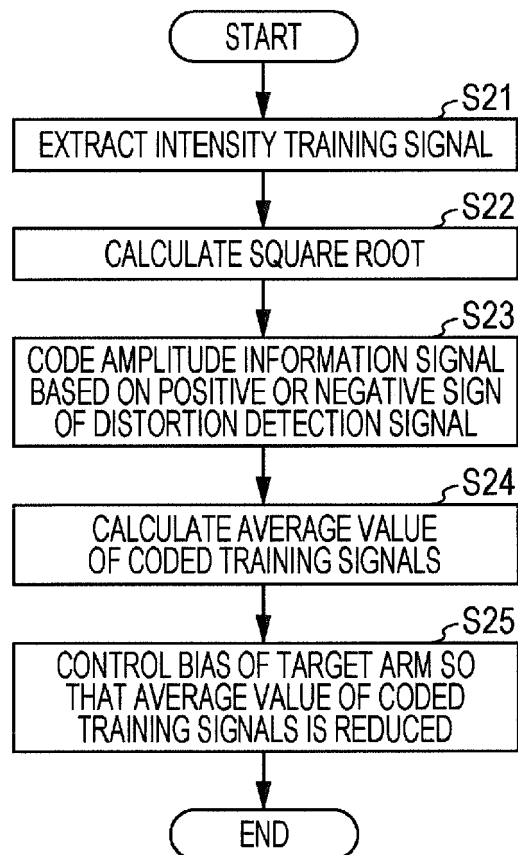 START
S21
EXTRACT INTENSITY TRAINING SIGNAL
S22
CALCULATE SQUARE ROOT
S23
CODE AMPLITUDE INFORMATION SIGNAL
BASED ON POSITIVE OR NEGATIVE SIGN
OF DISTORTION DETECTION SIGNAL
S24
CALCULATE AVERAGE VALUE
OF CODED TRAINING SIGNALS
S25
CONTROL BIAS OF TARGET ARM SO
THAT AVERAGE VALUE OF CODED
TRAINING SIGNALS IS REDUCED
END